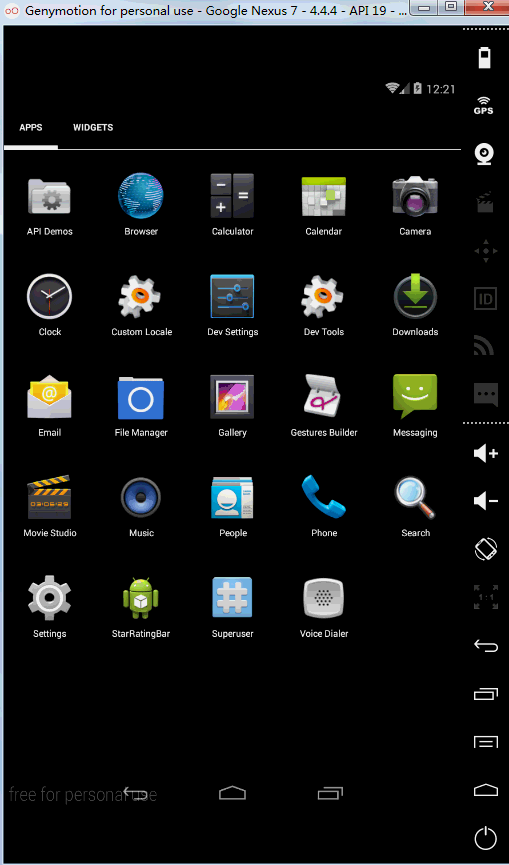 Genymotion for personal use - Google Nexus 7 - 4.4.4 - API 19 - ...
12:21
GPS
APPS WIDGETS
API Demos Browser Calculator Calendar Camera
Clock Custom Locale Dev Settings Dev Tools Downloads
ID
Email File Manager Gallery Gestures Builder Messaging
Movie Studio Music People Phone Search
1:1
Settings StarRatingBar Superuser Voice Dialer
free for personal use